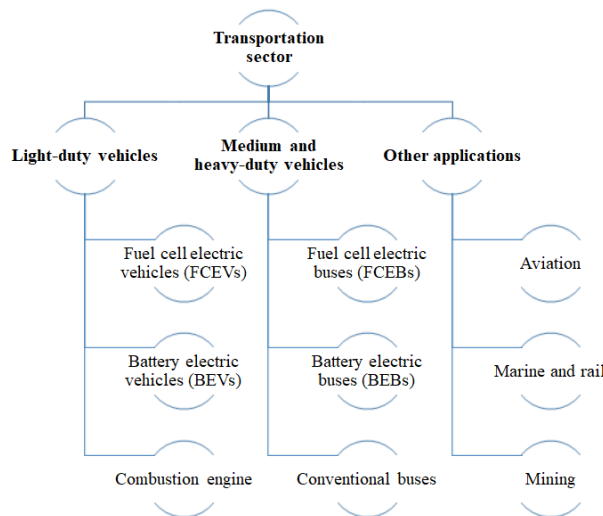 Transportation
sector
Light-duty vehicles
Medium and
heavy-duty vehicles
Other applications
Fuel cell electric
vehicles (FCEVs)
Fuel cell electric
buses (FCEBs)
Aviation
Battery electric
vehicles (BEVs)
Battery electric
buses (BEBs)
Marine and rail
Combustion engine
Conventional buses
Mining